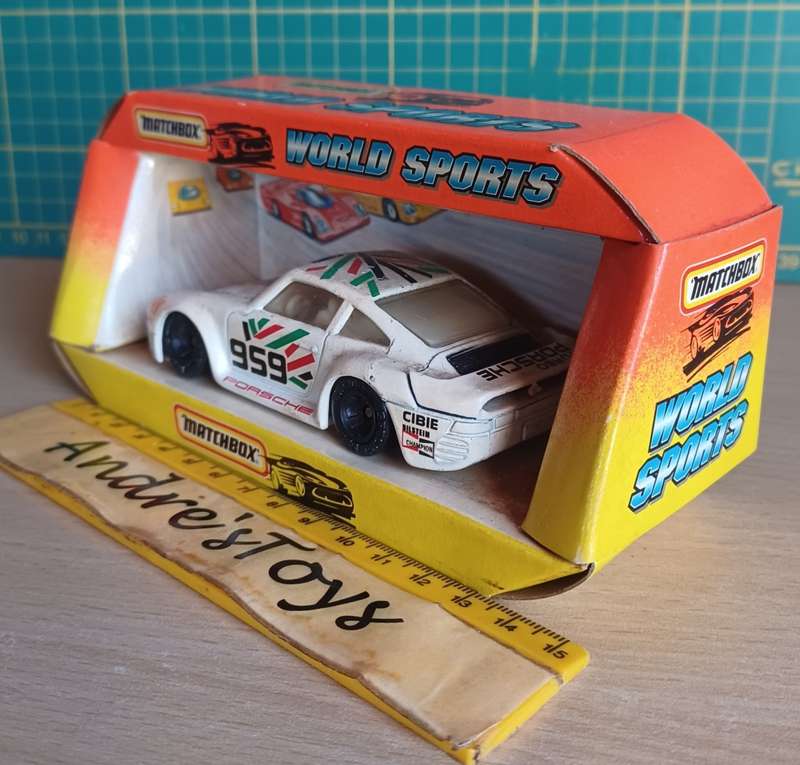 MATCHBOX
WORLD SPORTS
MATCHBOX
WORLD
SPORTS
959
PORSCHE
PORSCHE
CIBIE
BILSTEIN
CHAMPION
MATCHBOX
André'sToys
10
11
12
13
14
15